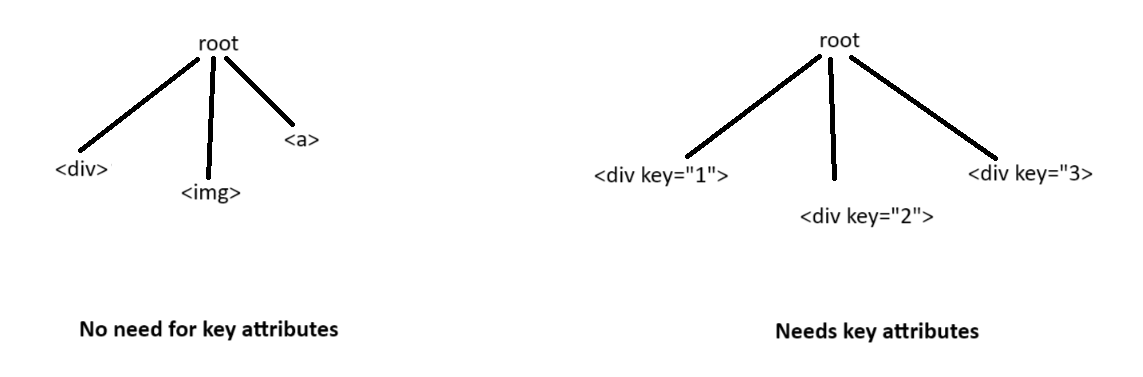 root
<div>
<img>
<a>
No need for key attributes
root
<div key="1">
<div key="2">
<div key="3>
Needs key attributes